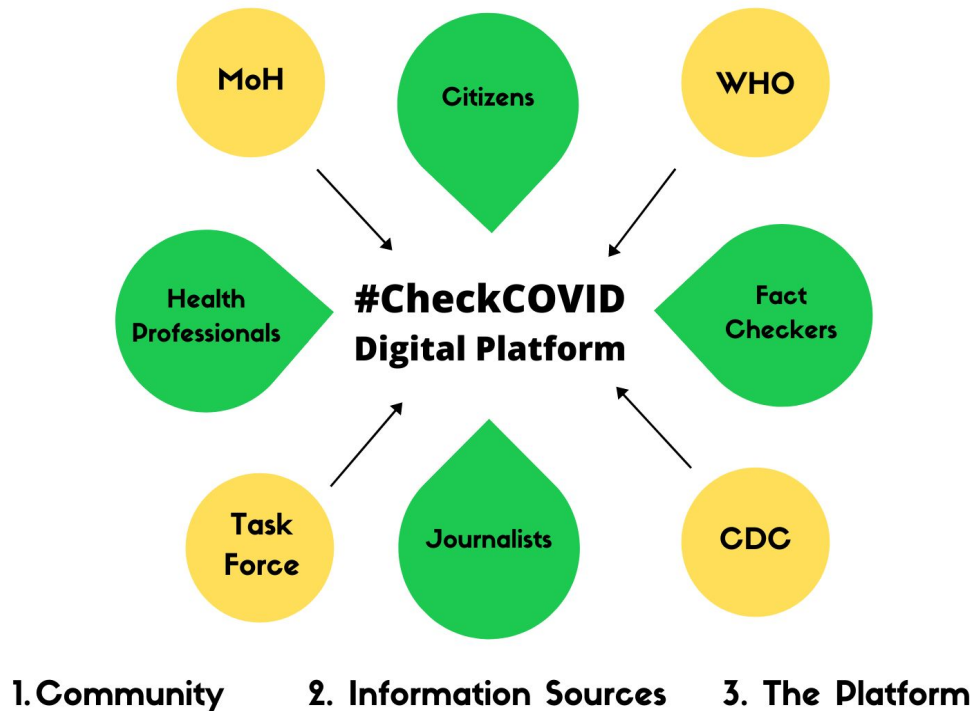 MoH
Citizens
WHO
Health
Professionals
#CheckCOVID
Digital Platform
Fact
Checkers
Task
Force
Journalists
CDC
1. Community 2. Information Sources 3. The Platform